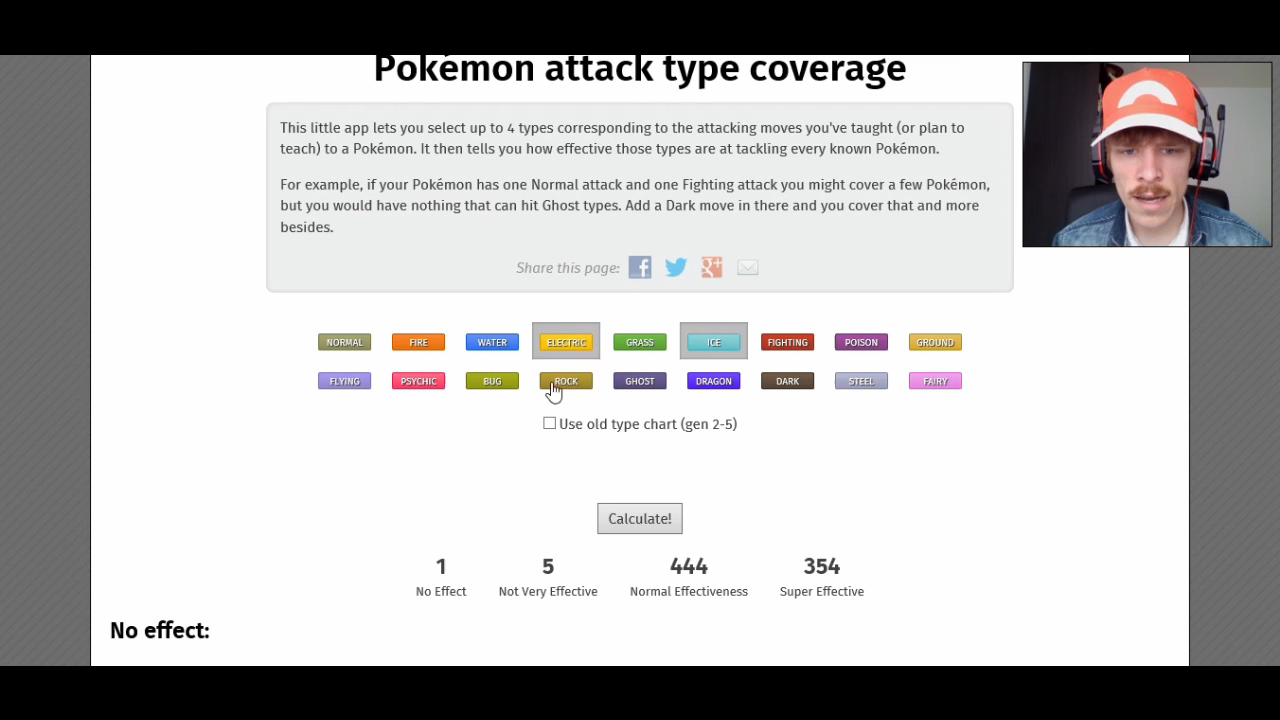 Pokémon attack type coverage
This little app lets you select up to 4 types corresponding to the attacking moves you've taught (or plan to
teach) to a Pokémon. It then tells you how effective those types are at tackling every known Pokémon.
For example, if your Pokémon has one Normal attack and one Fighting attack you might cover a few Pokémon,
but you would have nothing that can hit Ghost types. Add a Dark move in there and you cover that and more
besides.
Share this page:
NORMAL FIRE WATER ELECTRIC GRASS ICE FIGHTING POISON GROUND
FLYING PSYCHIC BUG ROCK GHOST DRAGON DARK STEEL FAIRY
Use old type chart (gen 2-5)
Calculate!
1 5 444 354
No Effect Not Very Effective Normal Effectiveness Super Effective
No effect: